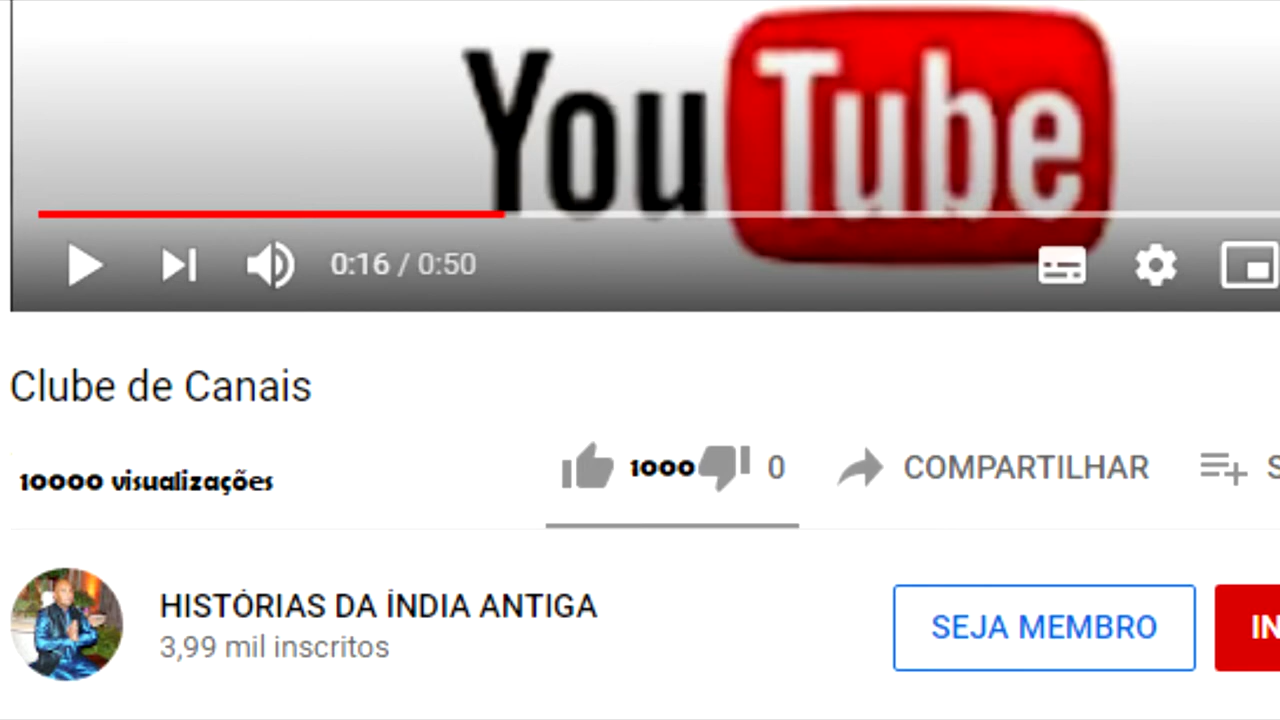 YouTube
0:16 / 0:50
Clube de Canais
10000 visualizações
1000 0 COMPARTILHAR S
HISTÓRIAS DA ÍNDIA ANTIGA
3,99 mil inscritos
SEJA MEMBRO IN